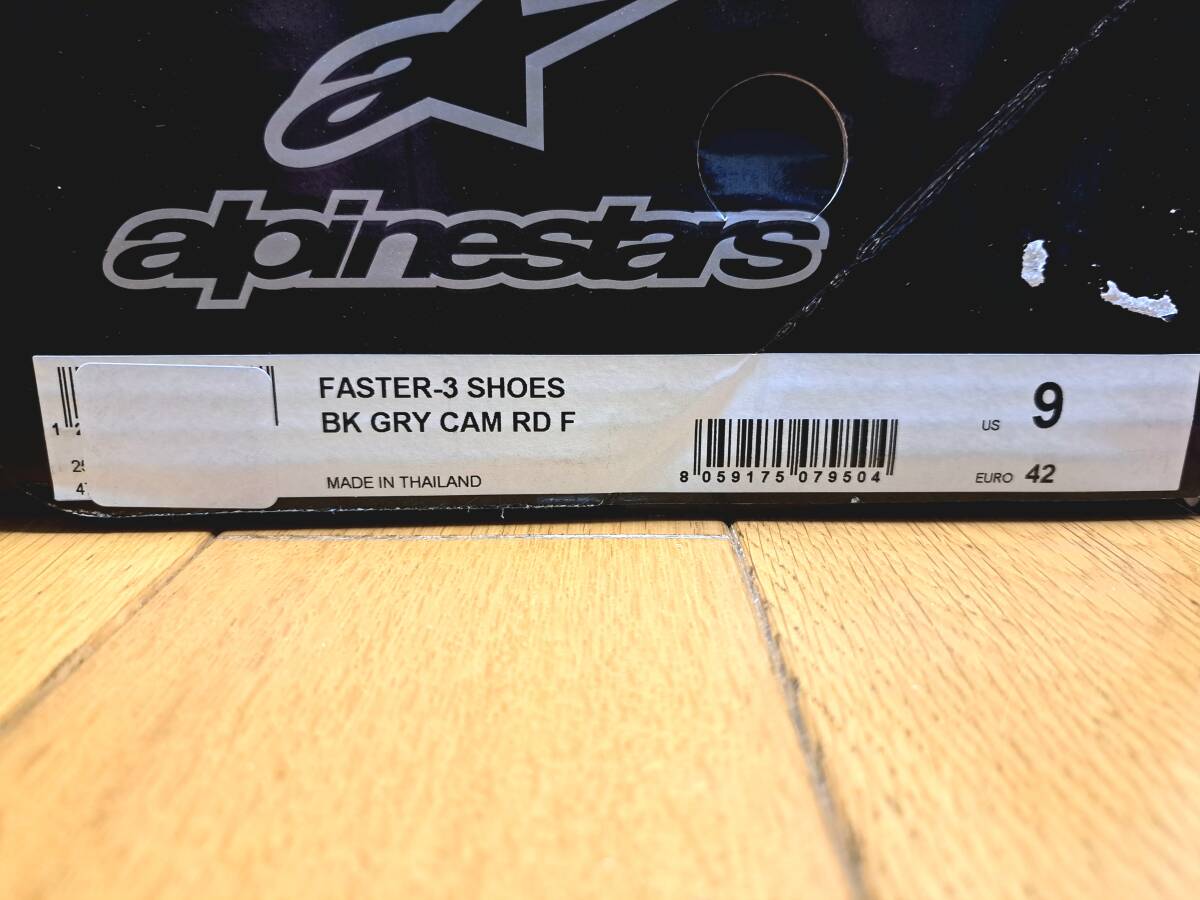 alpinestars
FASTER-3 SHOES
BK GRY CAM RD F
MADE IN THAILAND
8 059175 079504
US 9
EURO 42